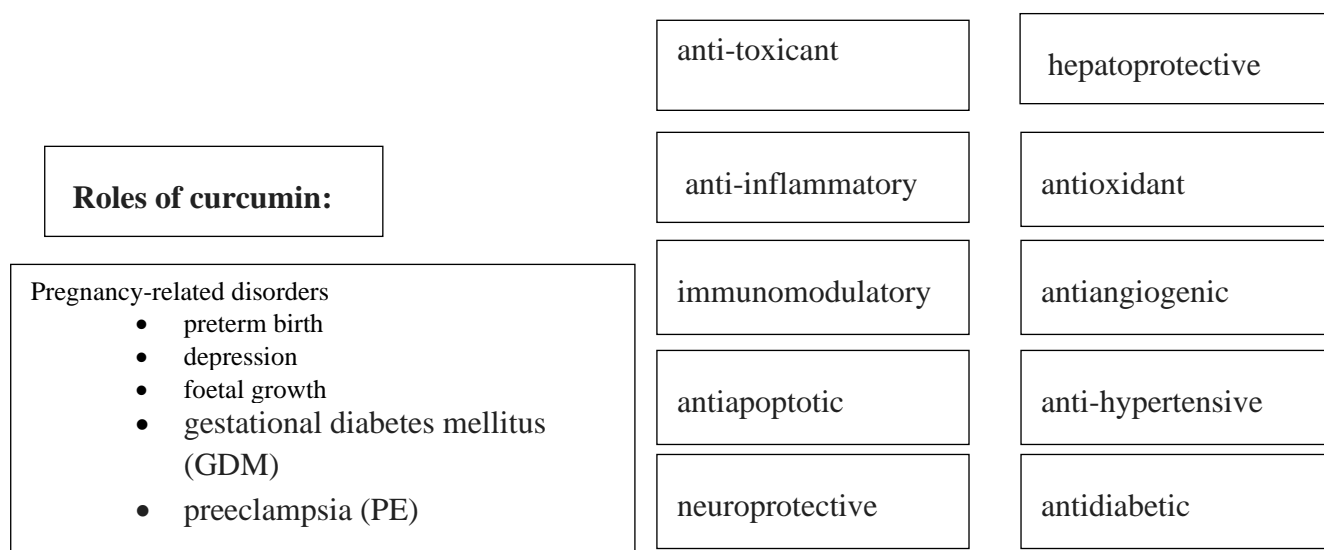 Roles of curcumin:
Pregnancy-related disorders
• preterm birth
• depression
• foetal growth
• gestational diabetes mellitus
(GDM)
• preeclampsia (PE)
anti-toxicant
anti-inflammatory
immunomodulatory
antiapoptotic
neuroprotective
hepatoprotective
antioxidant
antiangiogenic
anti-hypertensive
antidiabetic